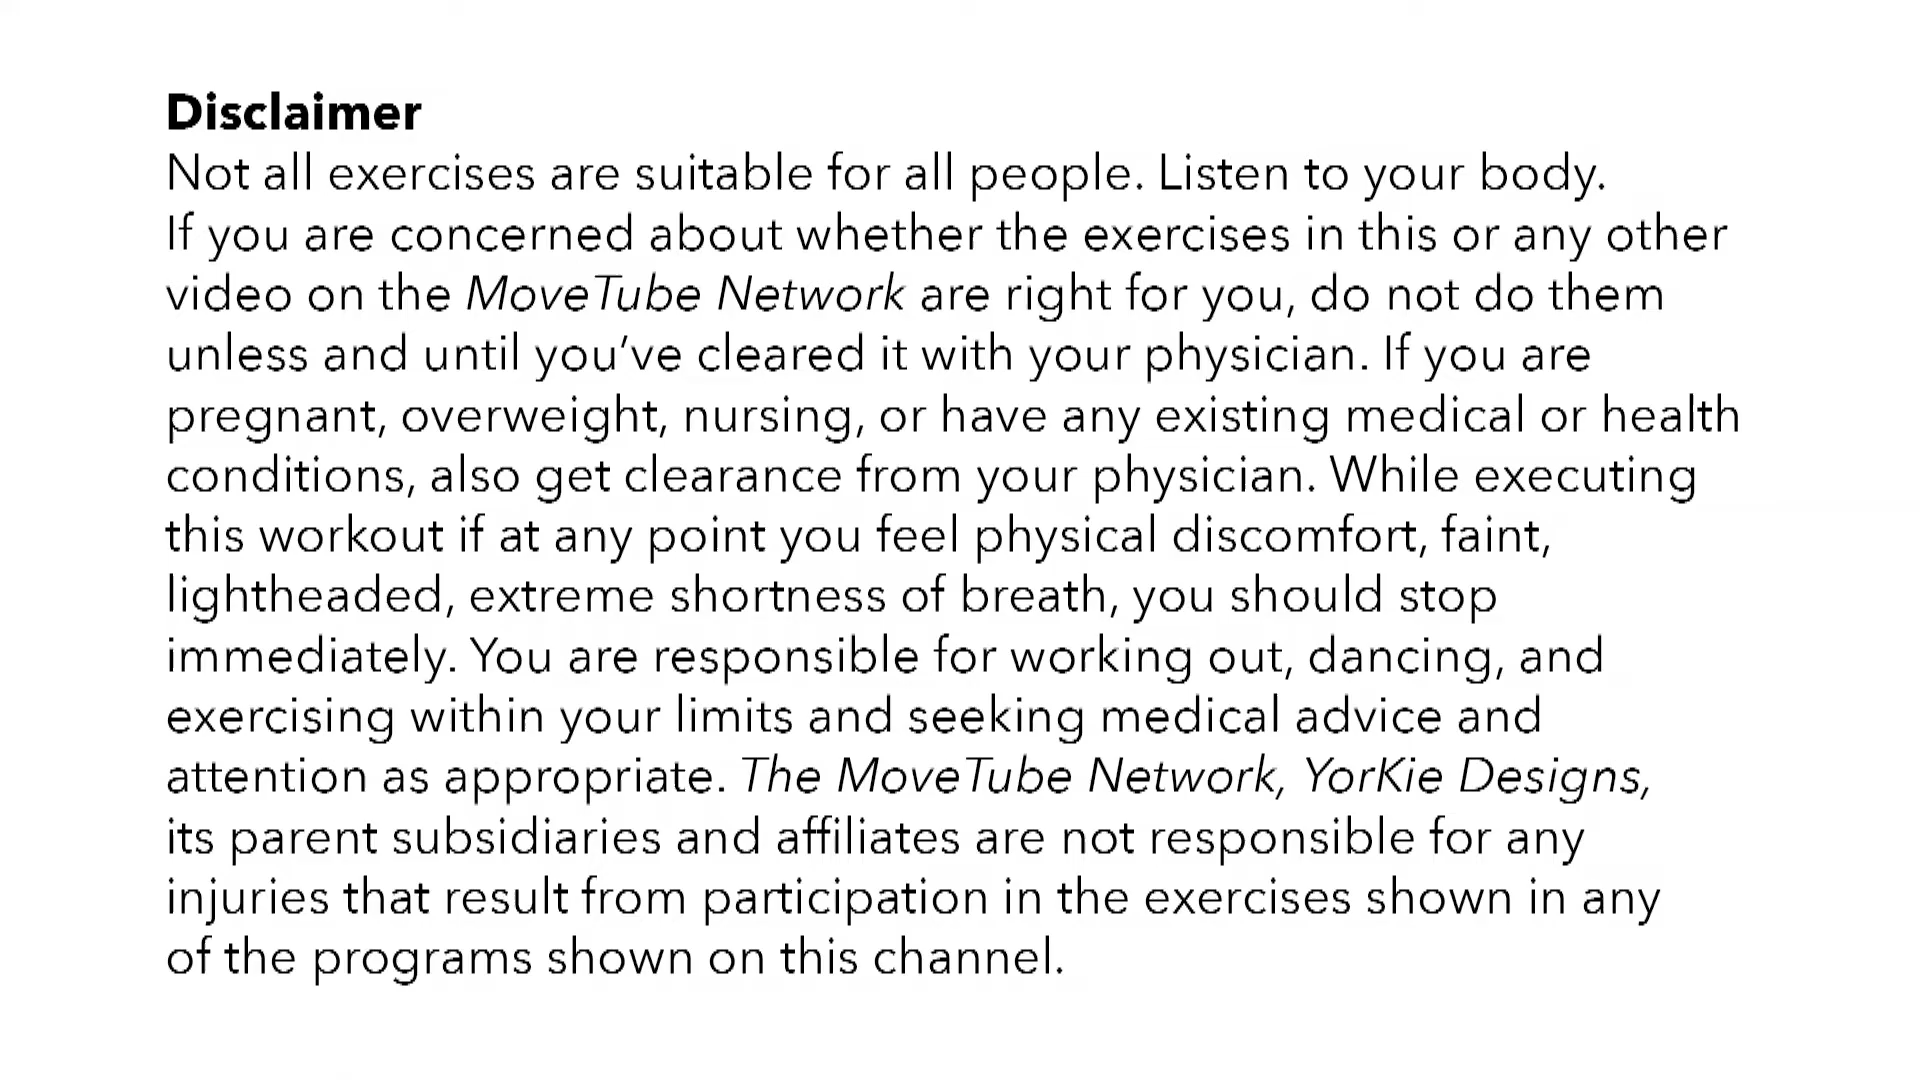 Disclaimer
Not all exercises are suitable for all people. Listen to your body.
If you are concerned about whether the exercises in this or any other
video on the MoveTube Network are right for you, do not do them
unless and until you’ve cleared it with your physician. If you are
pregnant, overweight, nursing, or have any existing medical or health
conditions, also get clearance from your physician. While executing
this workout if at any point you feel physical discomfort, faint,
lightheaded, extreme shortness of breath, you should stop
immediately. You are responsible for working out, dancing, and
exercising within your limits and seeking medical advice and
attention as appropriate. The MoveTube Network, YorKie Designs,
its parent subsidiaries and affiliates are not responsible for any
injuries that result from participation in the exercises shown in any
of the programs shown on this channel.